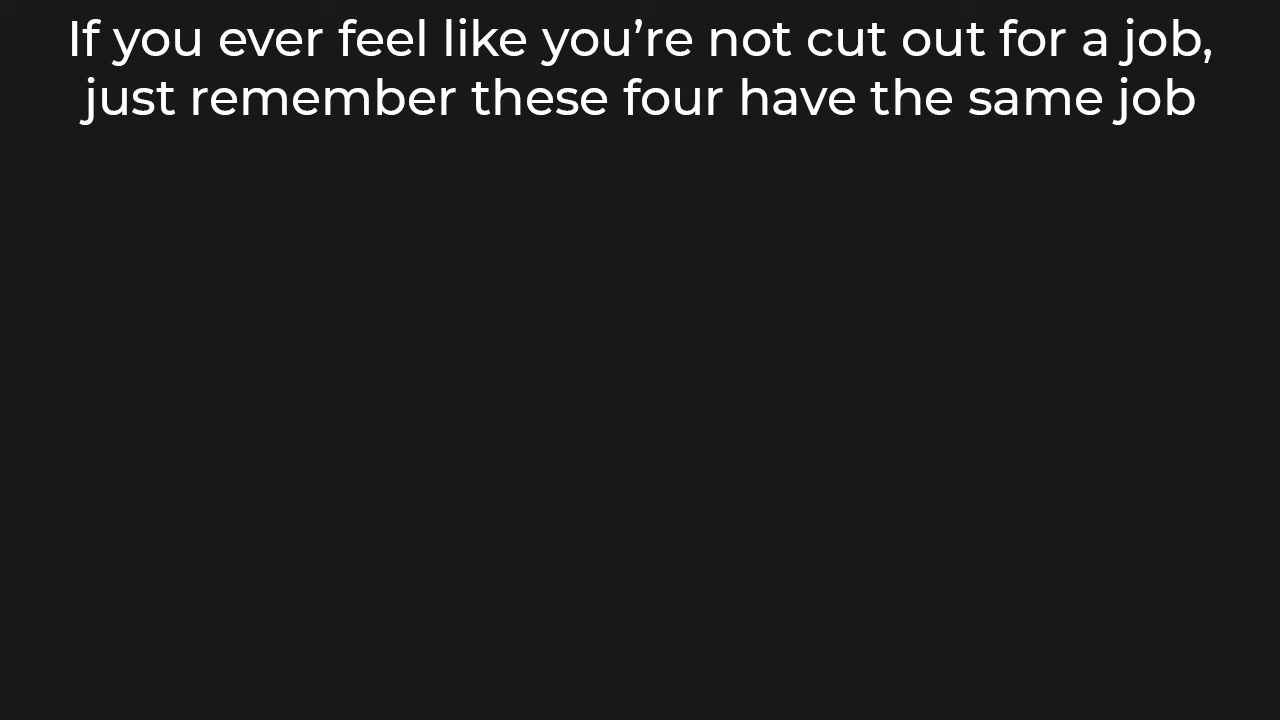 If you ever feel like you’re not cut out for a job,
just remember these four have the same job